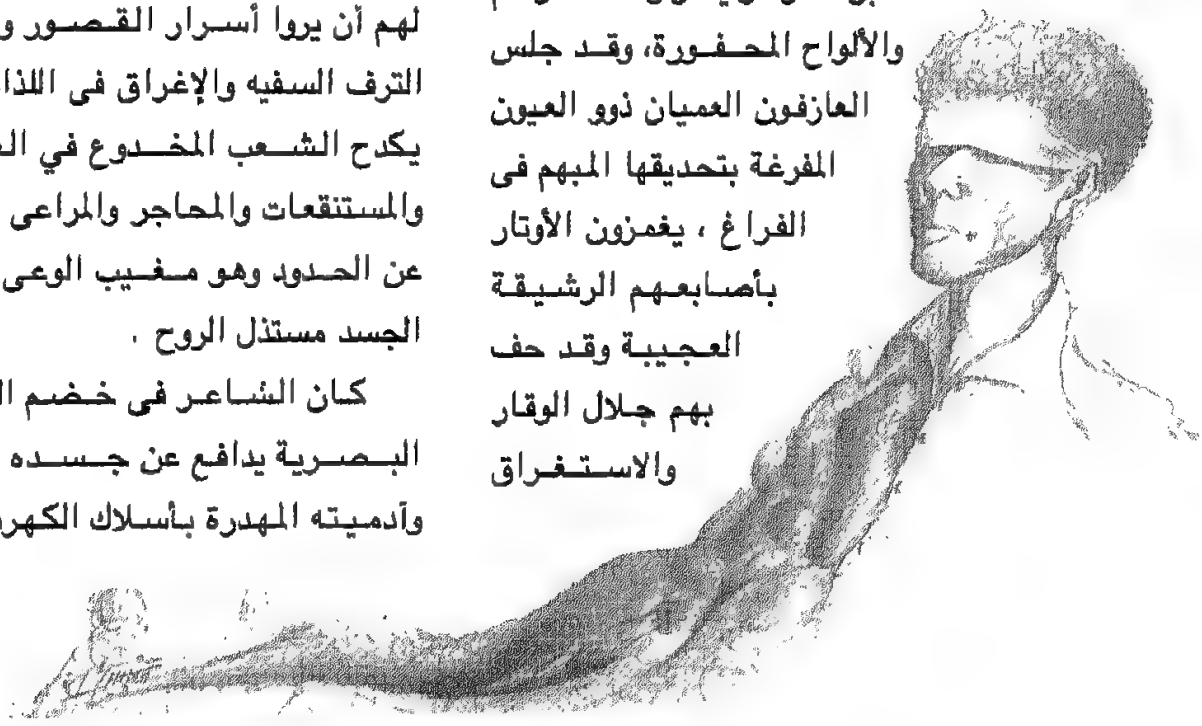 والألواح المحفورة، وقد جلس
العازفون العميان ذوو العيون
المفرغة بتحديقها المبهم فى
الفراغ ، يغمزون الأوتار
بأصابعهم الرشيقة
العجيبة وقد حف
بهم جلال الوقار
والاستغراق
لهم أن يروا أسرار القصور و
الترف السفيه والإغراق فى اللذا
يكدح الشعب المخدوع في الع
والمستنقعات والمحاجر والمراعى
عن الحدود وهو مغيب الوعى
الجسد مستذل الروح .
كان الشاعر فى خضم ال
البصرية يدافع عن جسده
وآدميته المهدرة بأسلاك الكهر